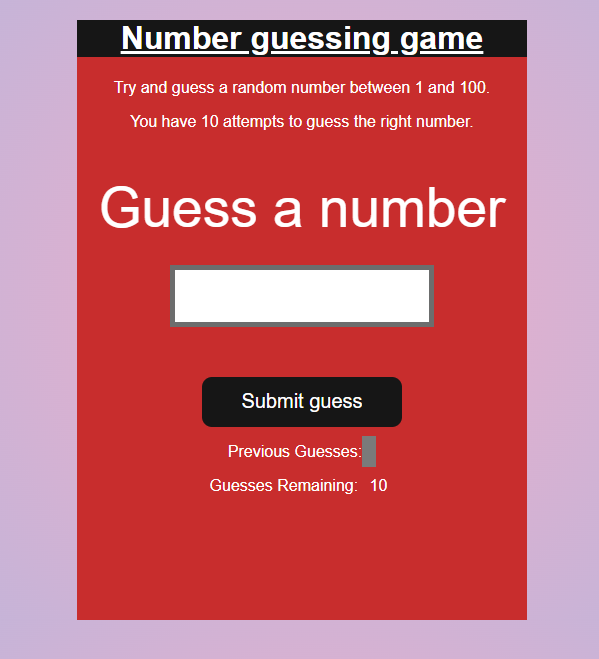 Number guessing game
Try and guess a random number between 1 and 100.
You have 10 attempts to guess the right number.
Guess a number
Submit guess
Previous Guesses:
Guesses Remaining: 10